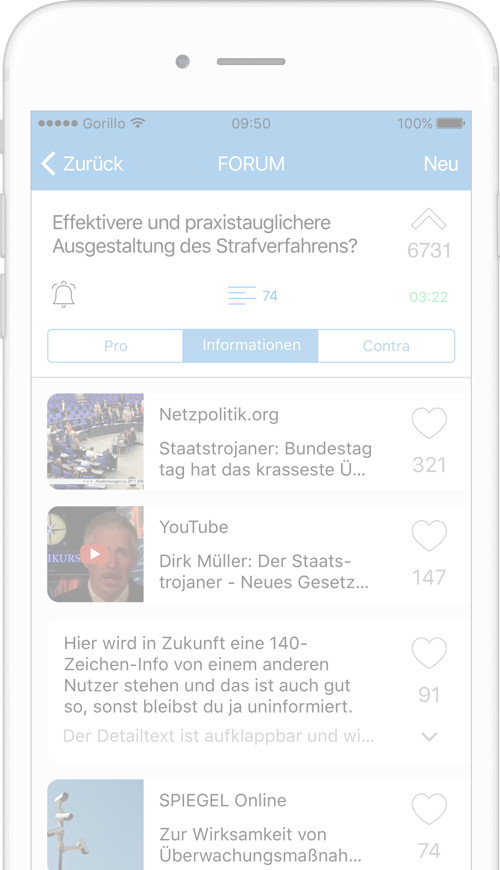 Gorillo 09:50 100%
Zurück FORUM Neu
Effektivere und praxistauglichere
Ausgestaltung des Strafverfahrens?
6731
74 03:22
Pro Informationen Contra
Netzpolitik.org
Staatstrojaner: Bundestag
tag hat das krasseste Ü...
321
YouTube
Dirk Müller: Der Staats-
trojaner - Neues Gesetz...
147
Hier wird in Zukunft eine 140-
Zeichen-Info von einem anderen
Nutzer stehen und das ist auch gut
so, sonst bleibst du ja uninformiert.
91
Der Detailtext ist aufklappbar und wi...
SPIEGEL Online
Zur Wirksamkeit von
Überwachungsmaßnah...
74